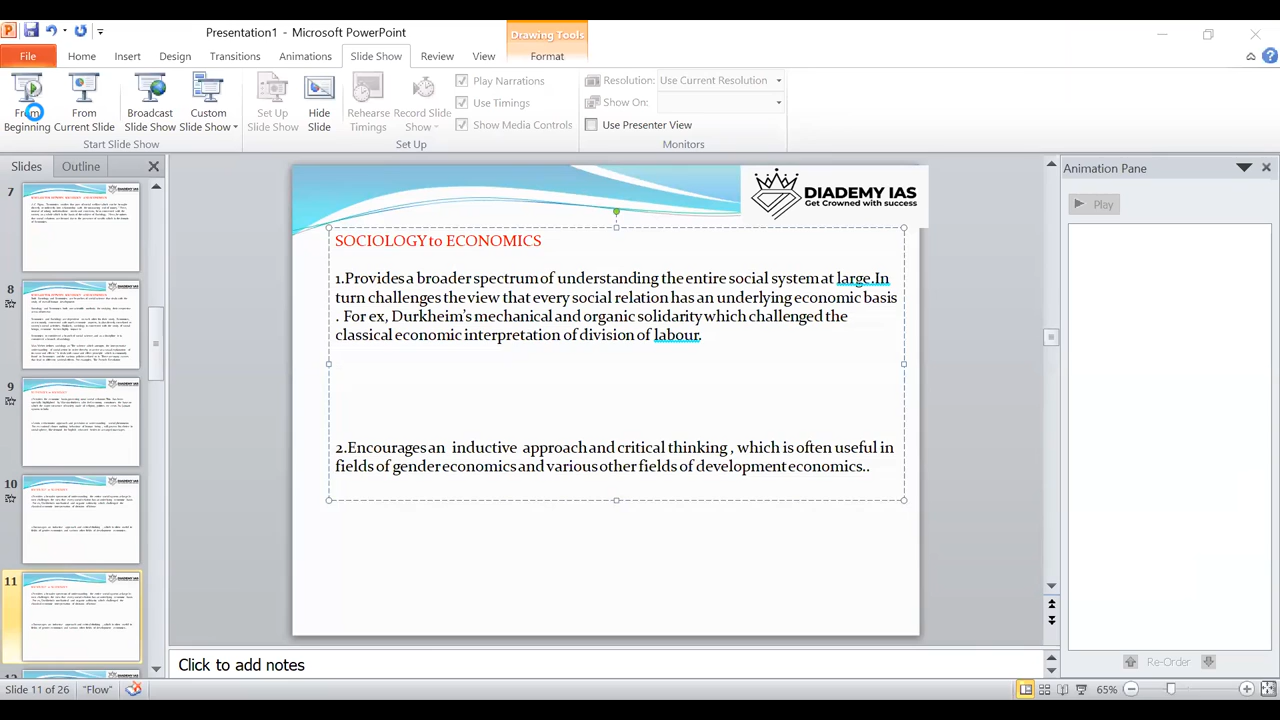 Presentation1 - Microsoft PowerPoint
Drawing Tools
File Home Insert Design Transitions Animations Slide Show Review View Format
From Beginning
From Current Slide
Broadcast Slide Show
Custom Slide Show
Set Up Slide Show
Hide Slide
Rehearse Timings
Record Slide Show
Play Narrations
Use Timings
Show Media Controls
Resolution: Use Current Resolution
Show On:
Use Presenter View
Start Slide Show
Set Up
Monitors
Slides Outline
7
8
9
10
11
DIADEMY IAS
Get Crowned with success
SOCIOLOGY to ECONOMICS
1.Provides a broader spectrum of understanding the entire social system at large.In
turn challenges the view that every social relation has an underlying economic basis
. For ex, Durkheim's mechanical and organic solidarity which challenged the
classical economic interpretation of division of labour.
2.Encourages an inductive approach and critical thinking , which is often useful in
fields of gender economics and various other fields of development economics..
Animation Pane
Play
Re-Order
Click to add notes
Slide 11 of 26 "Flow" 65%